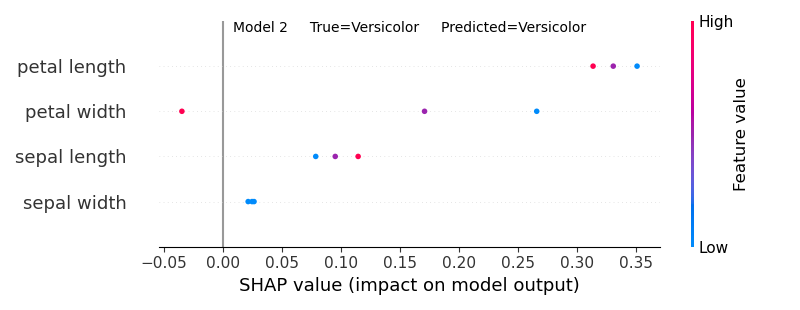 Model 2 True=Versicolor Predicted=Versicolor
High
petal length
petal width
sepal length
sepal width
Feature value
Low
−0.05 0.00 0.05 0.10 0.15 0.20 0.25 0.30 0.35
SHAP value (impact on model output)